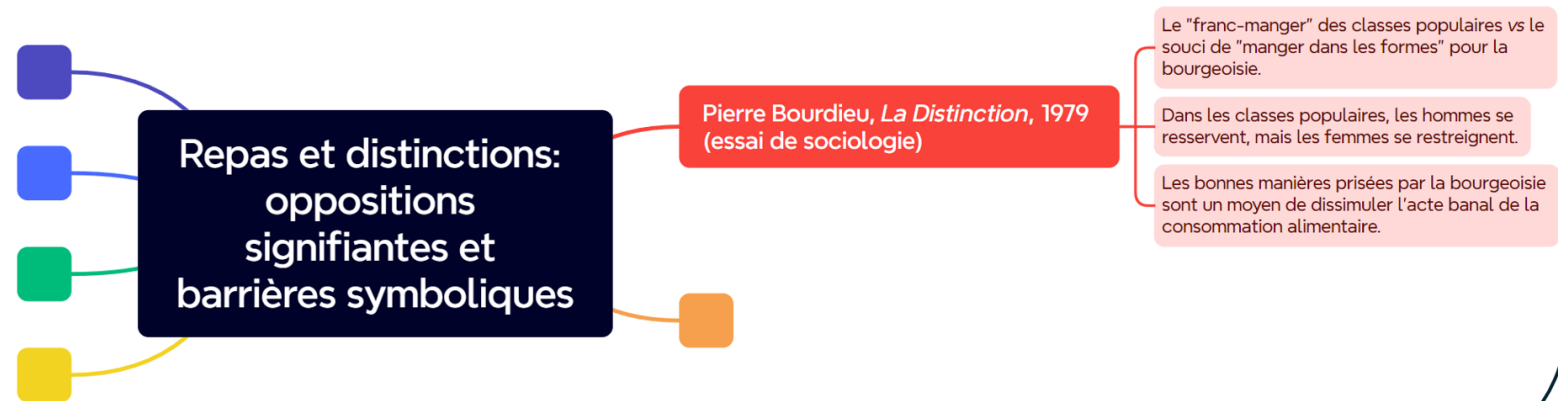 Repas et distinctions:
oppositions
signifiantes et
barrières symboliques
Pierre Bourdieu, La Distinction, 1979
(essai de sociologie)
Le "franc-manger" des classes populaires vs le
souci de "manger dans les formes" pour la
bourgeoisie.
Dans les classes populaires, les hommes se
resservent, mais les femmes se restreignent.
Les bonnes manières prisées par la bourgeoisie
sont un moyen de dissimuler l'acte banal de la
consommation alimentaire.